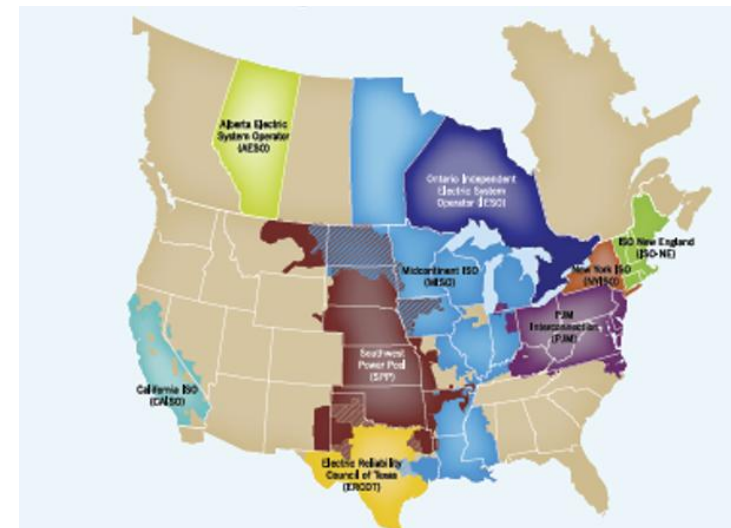 Alberta Electric
System Operator
(AESO)
Ontario Independent
Electric System
Operator (IESO)
ISO New England
(ISO-NE)
New York ISO
(NYISO)
Midcontinent ISO
(MISO)
PJM
Interconnection
(PJM)
Southwest
Power Pool
(SPP)
California ISO
(CAISO)
Electric Reliability
Council of Texas
(ERCOT)